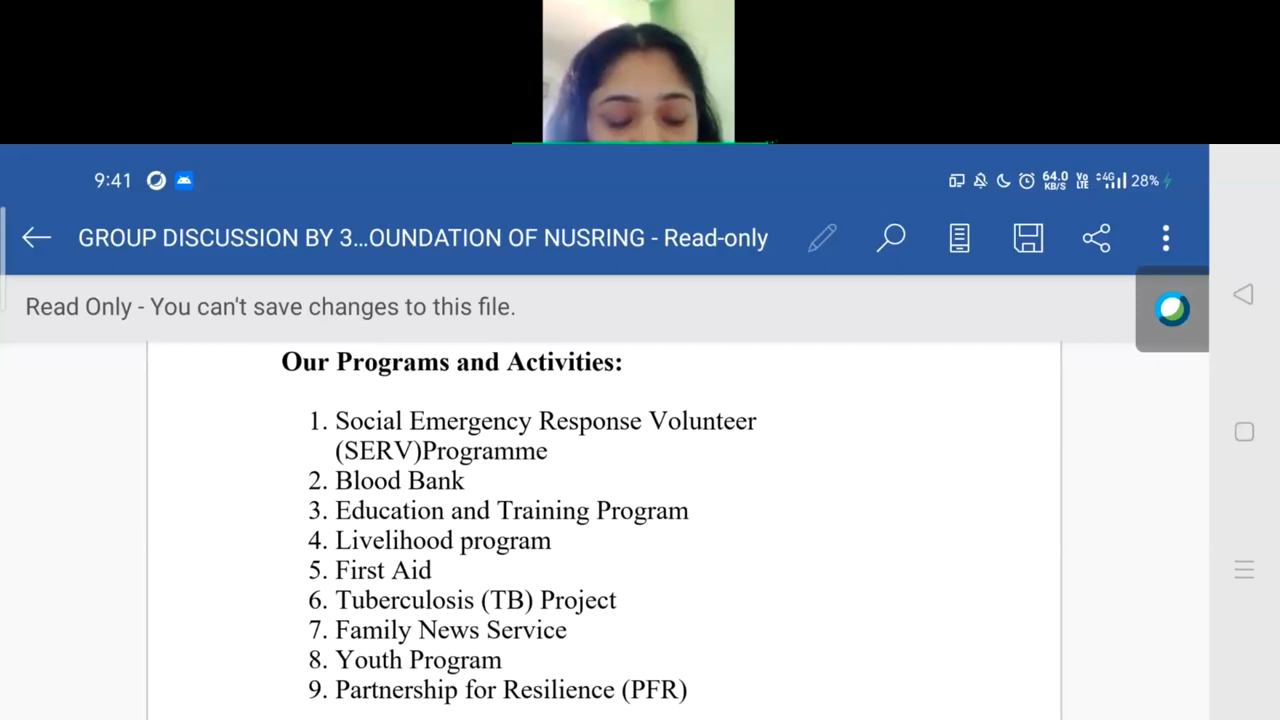 9:41
64.0 KB/S Vo LTE 4G 28%
GROUP DISCUSSION BY 3...OUNDATION OF NUSRING - Read-only
Read Only - You can't save changes to this file.
Our Programs and Activities:
1. Social Emergency Response Volunteer
(SERV)Programme
2. Blood Bank
3. Education and Training Program
4. Livelihood program
5. First Aid
6. Tuberculosis (TB) Project
7. Family News Service
8. Youth Program
9. Partnership for Resilience (PFR)